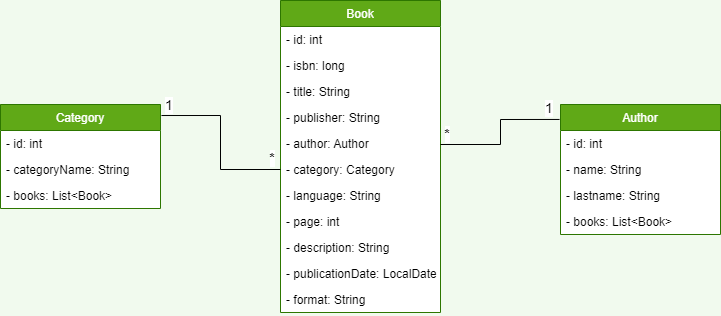 Category
- id: int
- categoryName: String
- books: List<Book>
1
*
Book
- id: int
- isbn: long
- title: String
- publisher: String
- author: Author
- category: Category
- language: String
- page: int
- description: String
- publicationDate: LocalDate
- format: String
*
1
Author
- id: int
- name: String
- lastname: String
- books: List<Book>